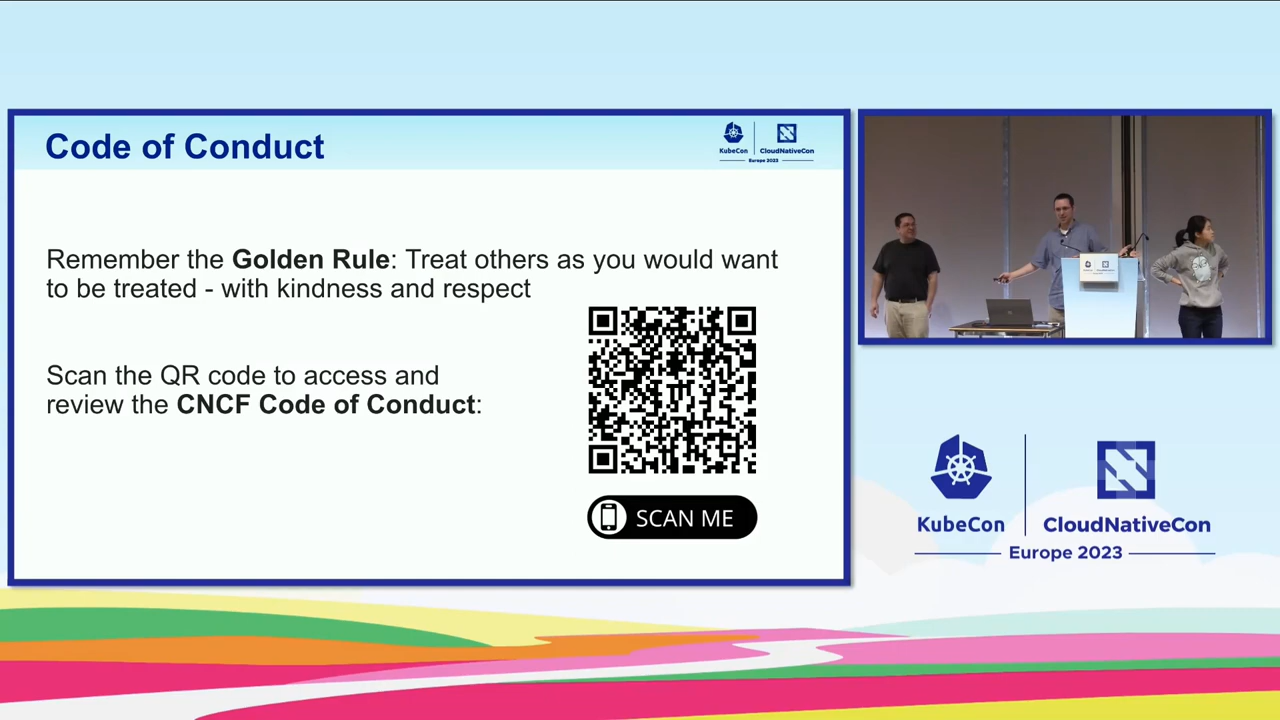 Code of Conduct
KubeCon
CloudNativeCon
Europe 2023
Remember the Golden Rule: Treat others as you would want
to be treated - with kindness and respect
Scan the QR code to access and
review the CNCF Code of Conduct:
SCAN ME
KubeCon
CloudNativeCon
Europe 2023